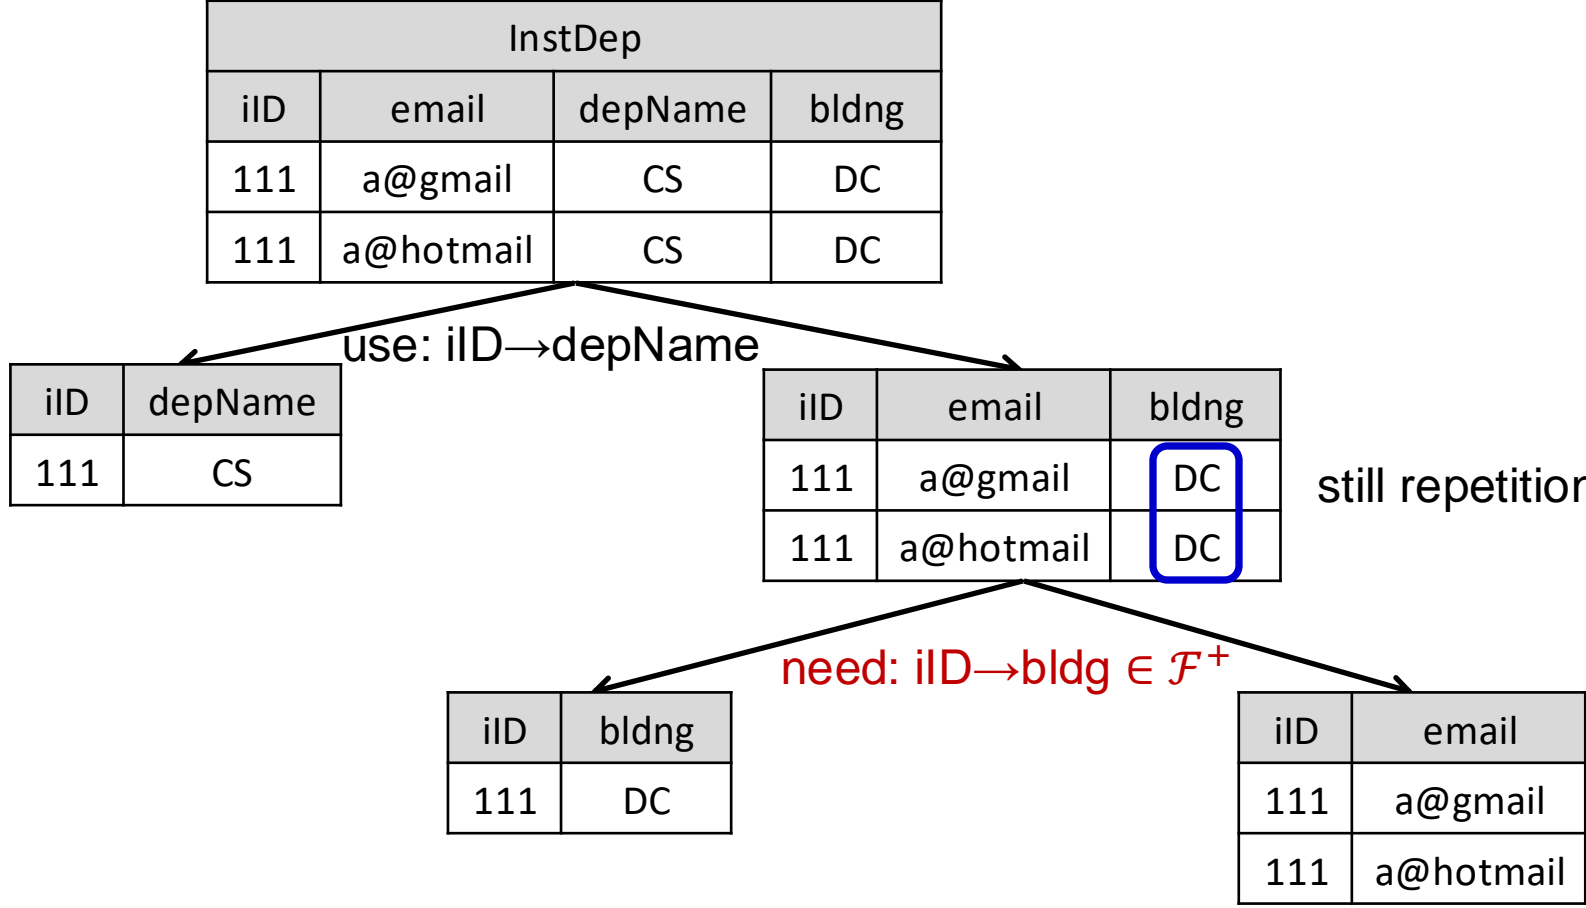 InstDep
iID email depName bldng
111 a@gmail CS DC
111 a@hotmail CS DC
use: iID→depName
iID depName
111 CS
iID email bldng
111 a@gmail DC
111 a@hotmail DC
still repetition
need: iID→bldg ∈ ℱ⁺
iID bldng
111 DC
iID email
111 a@gmail
111 a@hotmail